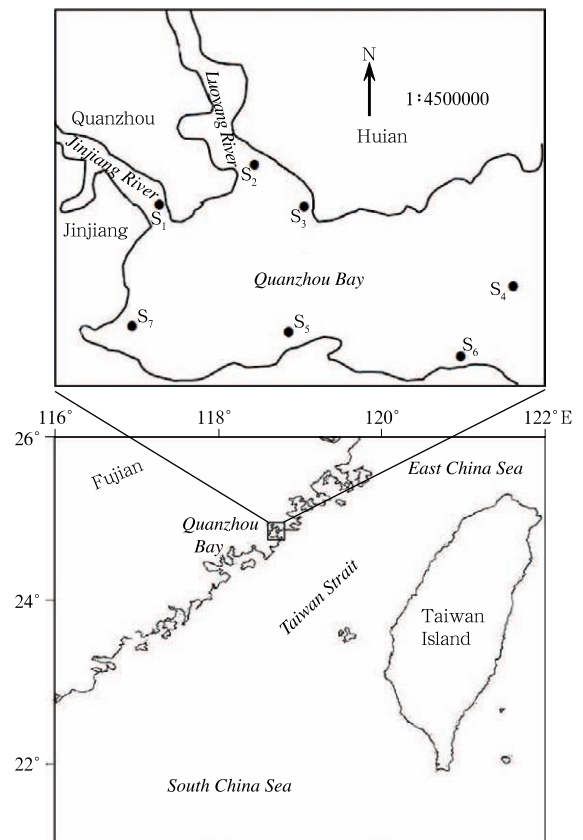 N
1:4500000
Quanzhou
Luoyang River
Huian
Jinjiang River
S2
S1
S3
Jinjiang
Quanzhou Bay
S4
S7
S5
S6
116°
118°
120°
122°E
26°
Fujian
East China Sea
Quanzhou
Bay
Taiwan Strait
24°
Taiwan
Island
22°
South China Sea